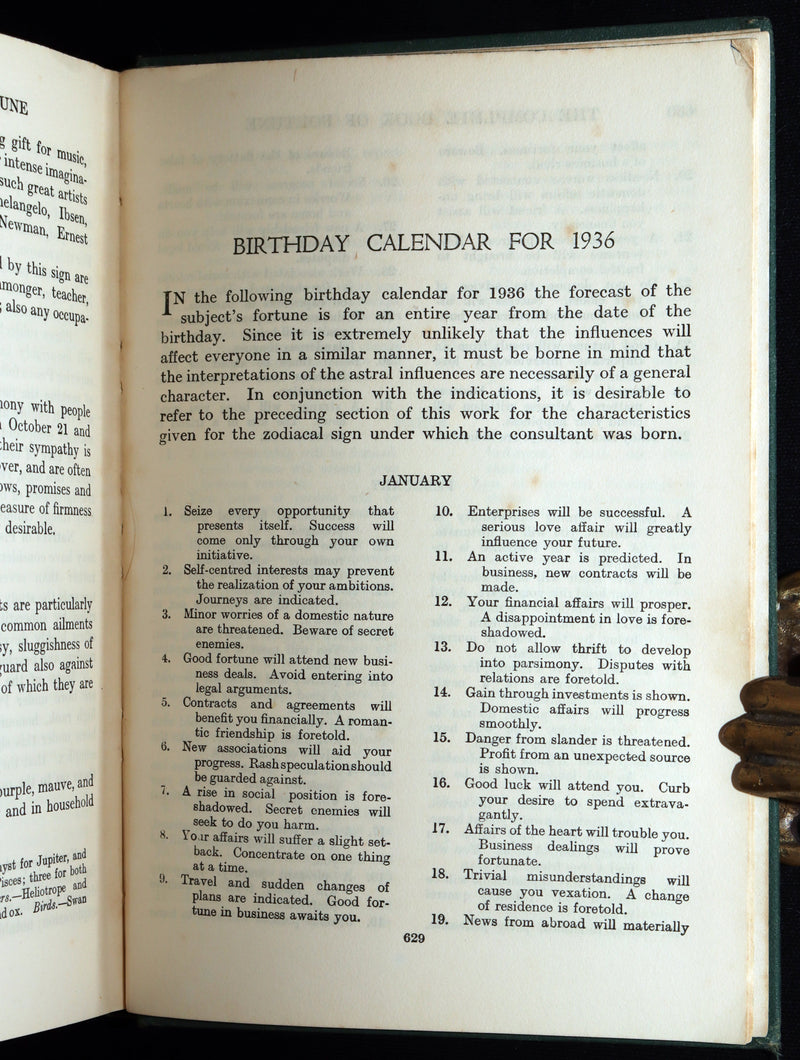 UNE
gift for music,
intense imagina-
such great artists
elangelo, Ibsen,
Newman, Ernest
by this sign are
monger, teacher,
also any occupa-
ony with people
October 21 and
their sympathy is
ver, and are often
ows, promises and
easure of firmness
desirable.
ts are particularly
common ailments
sy, sluggishness of
guard also against
of which they are
purple, mauve, and
and in household
yst for Jupiter, and
isces; three for both
rs.—Heliotrope and
d ox. Birds.—Swan
BIRTHDAY CALENDAR FOR 1936
IN the following birthday calendar for 1936 the forecast of the
subject's fortune is for an entire year from the date of the
birthday. Since it is extremely unlikely that the influences will
affect everyone in a similar manner, it must be borne in mind that
the interpretations of the astral influences are necessarily of a general
character. In conjunction with the indications, it is desirable to
refer to the preceding section of this work for the characteristics
given for the zodiacal sign under which the consultant was born.
JANUARY
1. Seize every opportunity that
presents itself. Success will
come only through your own
initiative.
2. Self-centred interests may prevent
the realization of your ambitions.
Journeys are indicated.
3. Minor worries of a domestic nature
are threatened. Beware of secret
enemies.
4. Good fortune will attend new busi-
ness deals. Avoid entering into
legal arguments.
5. Contracts and agreements will
benefit you financially. A roman-
tic friendship is foretold.
6. New associations will aid your
progress. Rash speculation should
be guarded against.
7. A rise in social position is fore-
shadowed. Secret enemies will
seek to do you harm.
8. Your affairs will suffer a slight set-
back. Concentrate on one thing
at a time.
9. Travel and sudden changes of
plans are indicated. Good for-
tune in business awaits you.
10. Enterprises will be successful. A
serious love affair will greatly
influence your future.
11. An active year is predicted. In
business, new contracts will be
made.
12. Your financial affairs will prosper.
A disappointment in love is fore-
shadowed.
13. Do not allow thrift to develop
into parsimony. Disputes with
relations are foretold.
14. Gain through investments is shown.
Domestic affairs will progress
smoothly.
15. Danger from slander is threatened.
Profit from an unexpected source
is shown.
16. Good luck will attend you. Curb
your desire to spend extrava-
gantly.
17. Affairs of the heart will trouble you.
Business dealings will prove
fortunate.
18. Trivial misunderstandings will
cause you vexation. A change
of residence is foretold.
19. News from abroad will materially
629